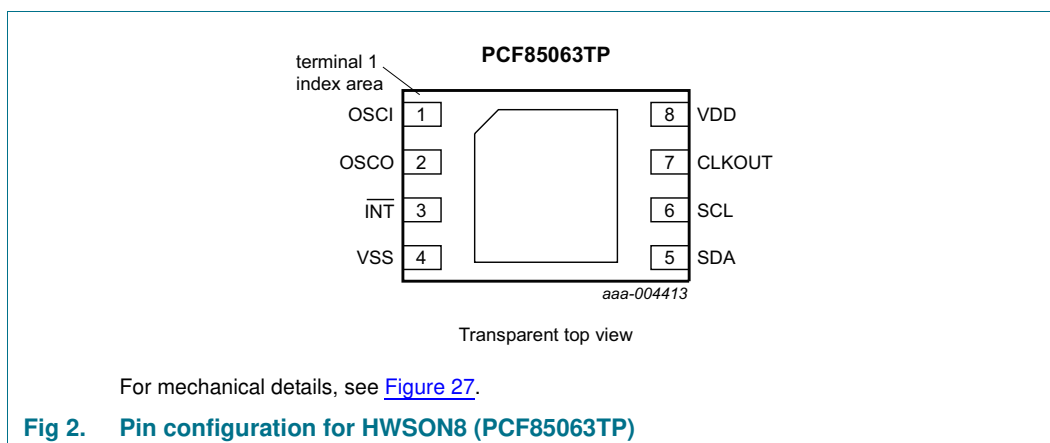 PCF85063TP
terminal 1
index area
OSCI 1 8 VDD
OSCO 2 7 CLKOUT
INT 3 6 SCL
VSS 4 5 SDA
aaa-004413
Transparent top view
For mechanical details, see Figure 27.
Fig 2. Pin configuration for HWSON8 (PCF85063TP)